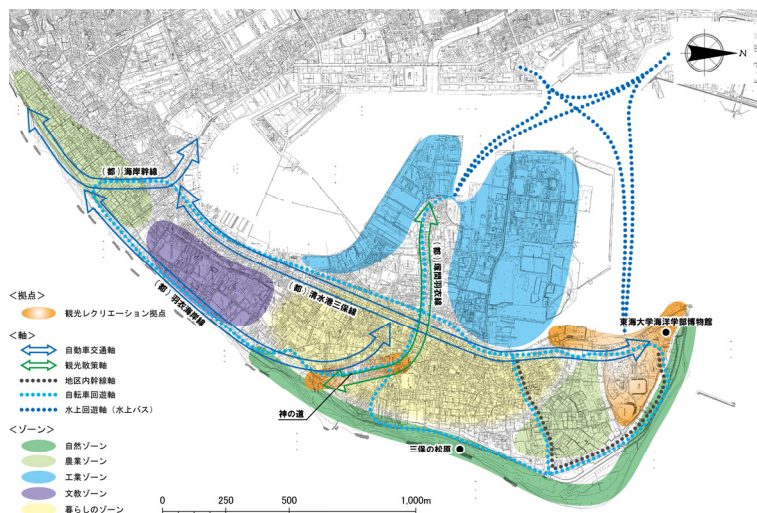 N
(都)海岸幹線
(都)羽衣海岸線
(都)清水港三保線
(都)塚間羽衣線
東海大学海洋学部博物館
神の道
三保の松原
<拠点>
観光レクリエーション拠点
<軸>
自動車交通軸
観光散策軸
地区内幹線軸
自転車回遊軸
水上回遊軸(水上バス)
<ゾーン>
自然ゾーン
農業ゾーン
工業ゾーン
文教ゾーン
暮らしのゾーン
0 250 500 1,000m